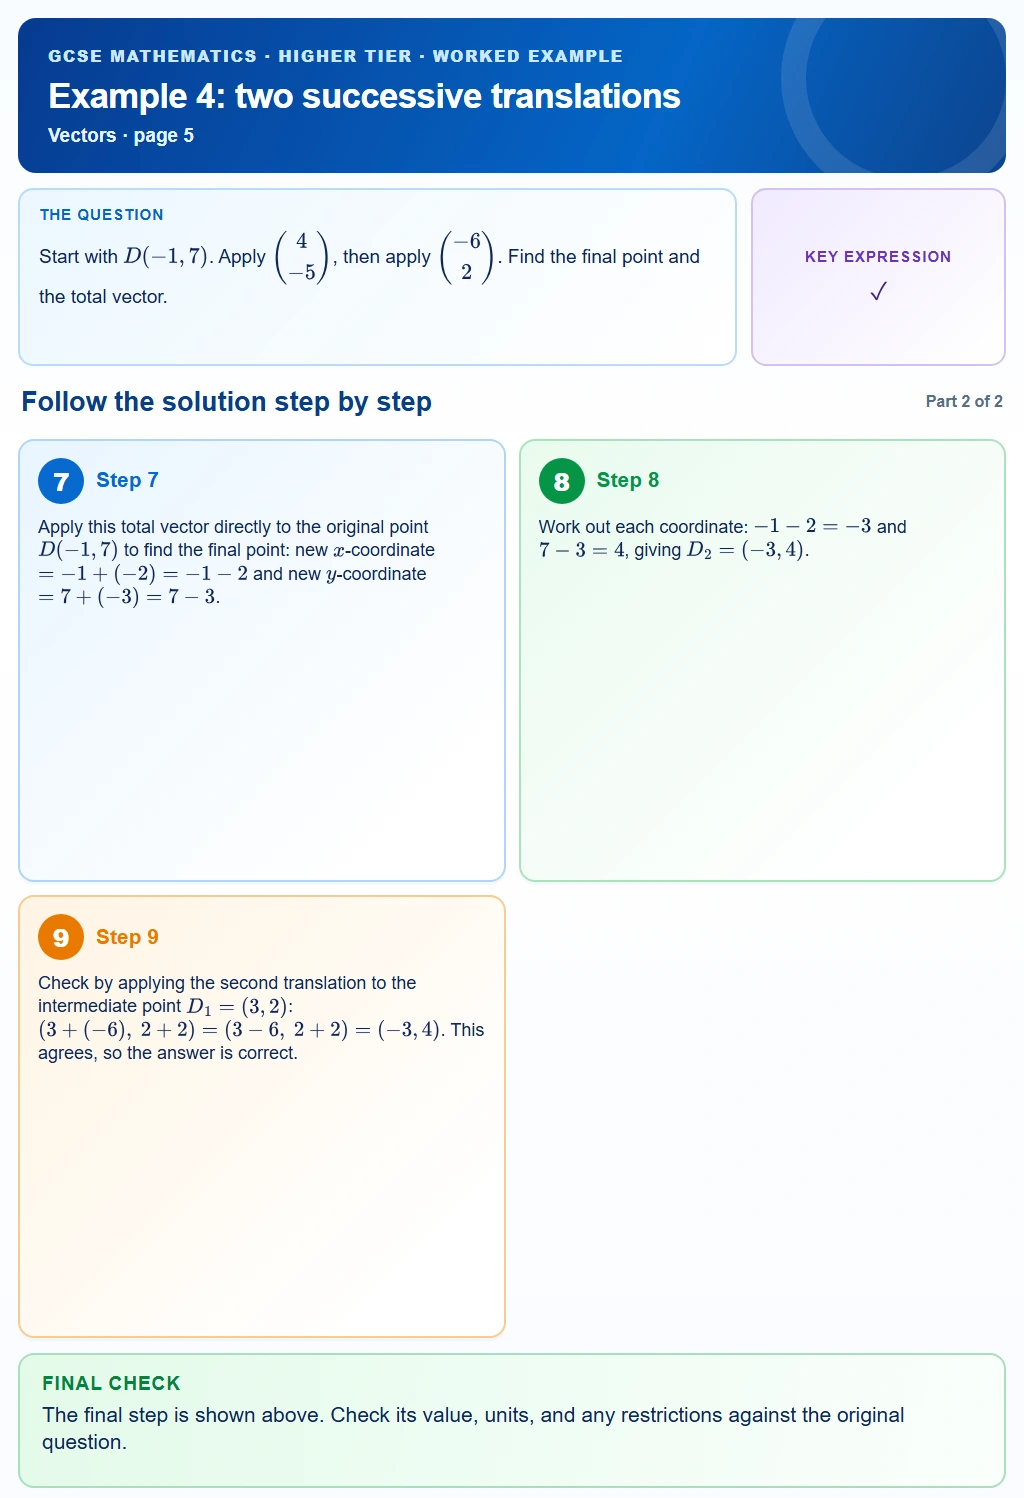 GCSE MATHEMATICS · HIGHER TIER · WORKED EXAMPLE
Example 4: two successive translations
Vectors · page 5
THE QUESTION
Start with D(−1, 7). Apply (4 −5), then apply (−6 2). Find the final point and
the total vector.
KEY EXPRESSION
✓
Follow the solution step by step
Part 2 of 2
7 Step 7
Apply this total vector directly to the original point
D(−1, 7) to find the final point: new x-coordinate
= −1 + (−2) = −1 − 2 and new y-coordinate
= 7 + (−3) = 7 − 3.
8 Step 8
Work out each coordinate: −1 − 2 = −3 and
7 − 3 = 4, giving D₂ = (−3, 4).
9 Step 9
Check by applying the second translation to the
intermediate point D₁ = (3, 2):
(3 + (−6), 2 + 2) = (3 − 6, 2 + 2) = (−3, 4). This
agrees, so the answer is correct.
FINAL CHECK
The final step is shown above. Check its value, units, and any restrictions against the original
question.